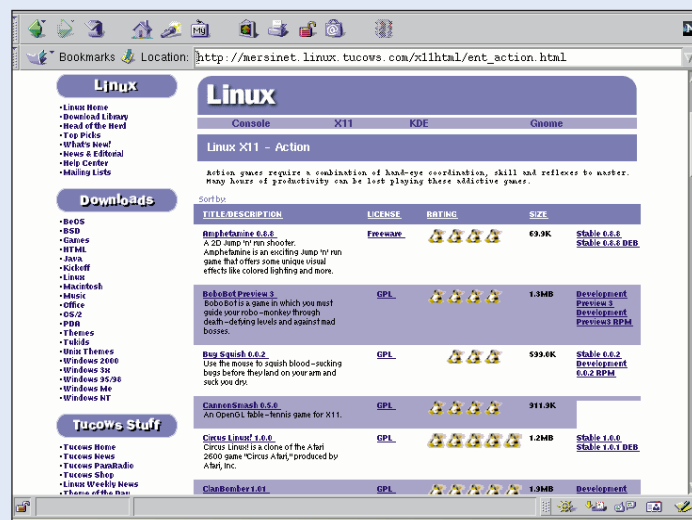 Bookmarks Location: http://mersinet.linux.tucows.com/x11html/ent_action.html
Linux
• Linux Home
• Download Library
• Head of the Herd
• Top Picks
• What's New!
• News & Editorial
• Help Center
• Mailing Lists
Downloads
• BeOS
• BSD
• Games
• HTML
• Java
• Kickoff
• Linux
• Macintosh
• Music
• Office
• OS/2
• PDA
• Themes
• Tukids
• Unix Themes
• Windows 2000
• Windows 3x
• Windows 95/98
• Windows Me
• Windows NT
Tucows Stuff
• Tucows Home
• Tucows News
• Tucows ParaRadio
• Tucows Shop
• Linux Weekly News
• Theme of the Day
Linux
Console X11 KDE Gnome
Linux X11 - Action
Action games require a combination of hand-eye coordination, skill and reflexes to master.
Many hours of productivity can be lost playing these addictive games.
Sort by:
TITLE/DESCRIPTION LICENSE RATING SIZE
Amphetamine 0.8.8 Freeware 69.9K Stable 0.8.8
A 2D Jump 'n' run shooter. Stable 0.8.8 DEB
Amphetamine is an exciting Jump 'n' run
game that offers some unique visual
effects like colored lighting and more.
BoboBot Preview 3 GPL 1.3MB Development
BoboBot is a game in which you must Preview 3
guide your robo-monkey through Development
death-defying levels and against mad Preview3 RPM
bosses.
Bug Squish 0.0.2 GPL 599.0K Stable 0.0.2
Use the mouse to squish blood-sucking Development
bugs before they land on your arm and 0.0.2 RPM
suck you dry.
CannonSmash 0.5.0 GPL 911.9K
An OpenGL table-tennis game for X11.
Circus Linux! 1.0.0 GPL 1.2MB Stable 1.0.0
Circus Linux! is a clone of the Atari Stable 1.0.1 DEB
2600 game "Circus Atari," produced by
Atari, Inc.
ClanBomber 1.01 GPL 1.9MB Development